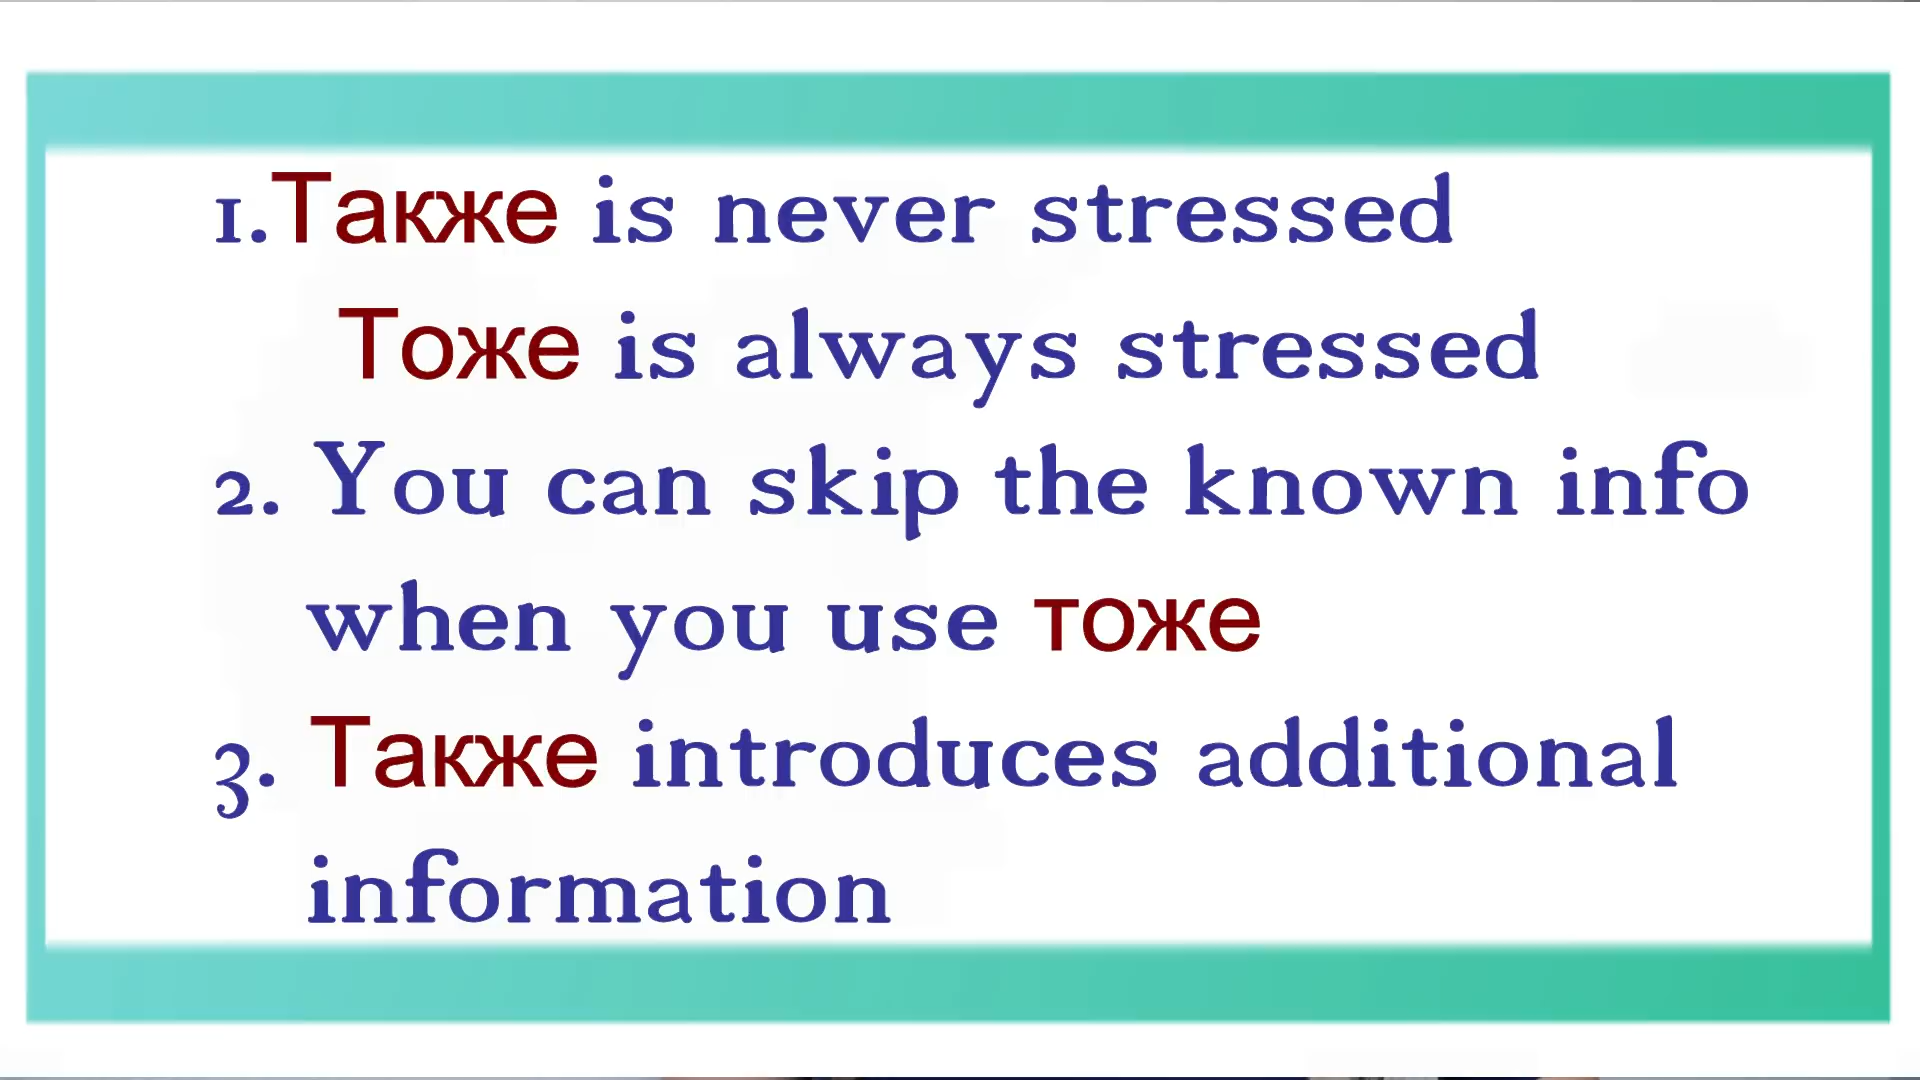 1.Также is never stressed
Тоже is always stressed
2. You can skip the known info
when you use тоже
3. Также introduces additional
information